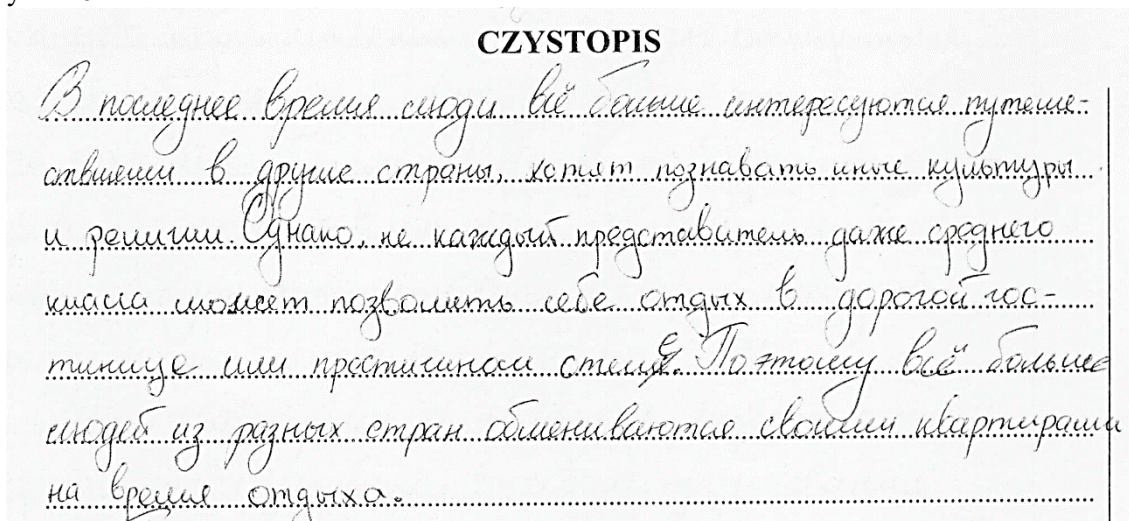 CZYSTOPIS
В последнее время люди всё больше интересуются путеше-
ствием в другие страны, хотят познавать иные культуры
и религии. Однако, не каждый представитель даже среднего
класса может позволить себе отдых в дорогой гос-
тинице или престижном отеле. Поэтому всё больше
людей из разных стран обмениваются своими квартирами
на время отдыха.